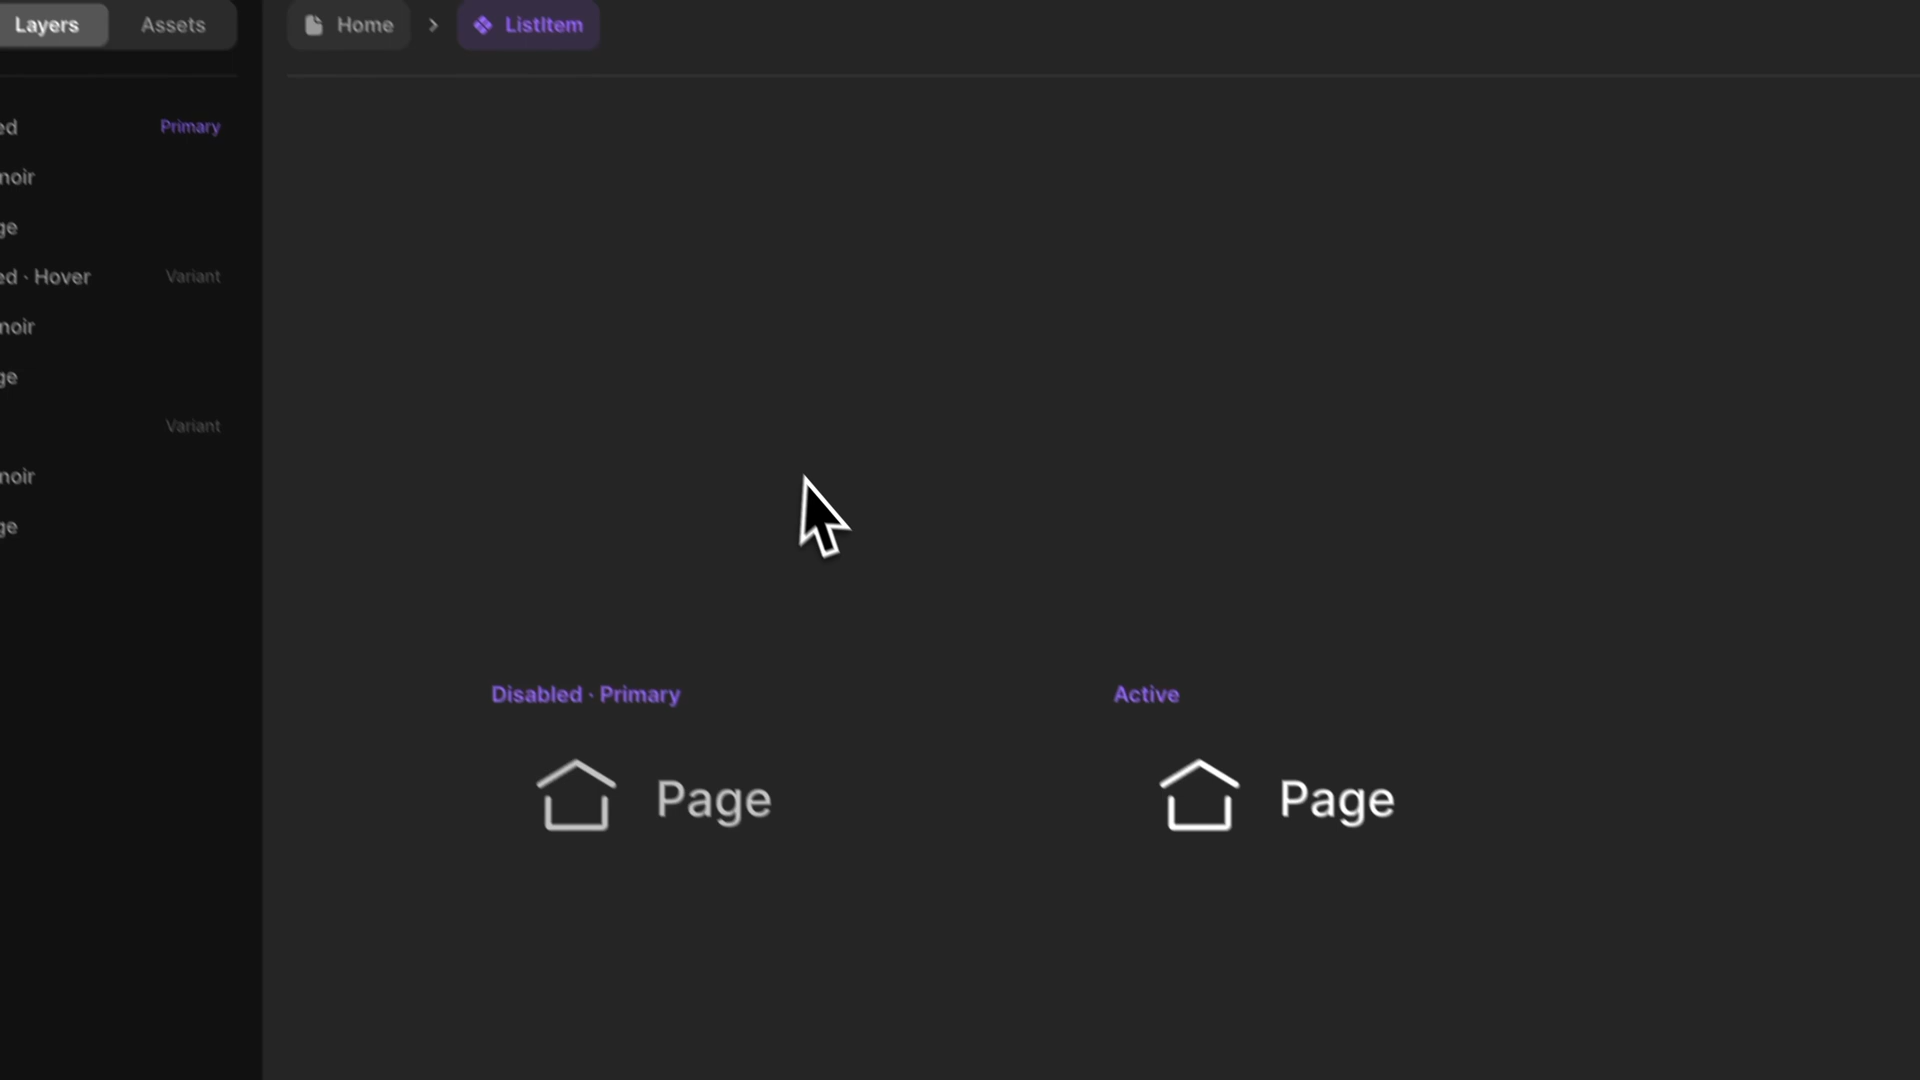 Layers Assets
Home > ListItem
ed Primary
noir
ge
ed · Hover Variant
noir
ge
Variant
noir
ge
Disabled · Primary
Active
Page
Page